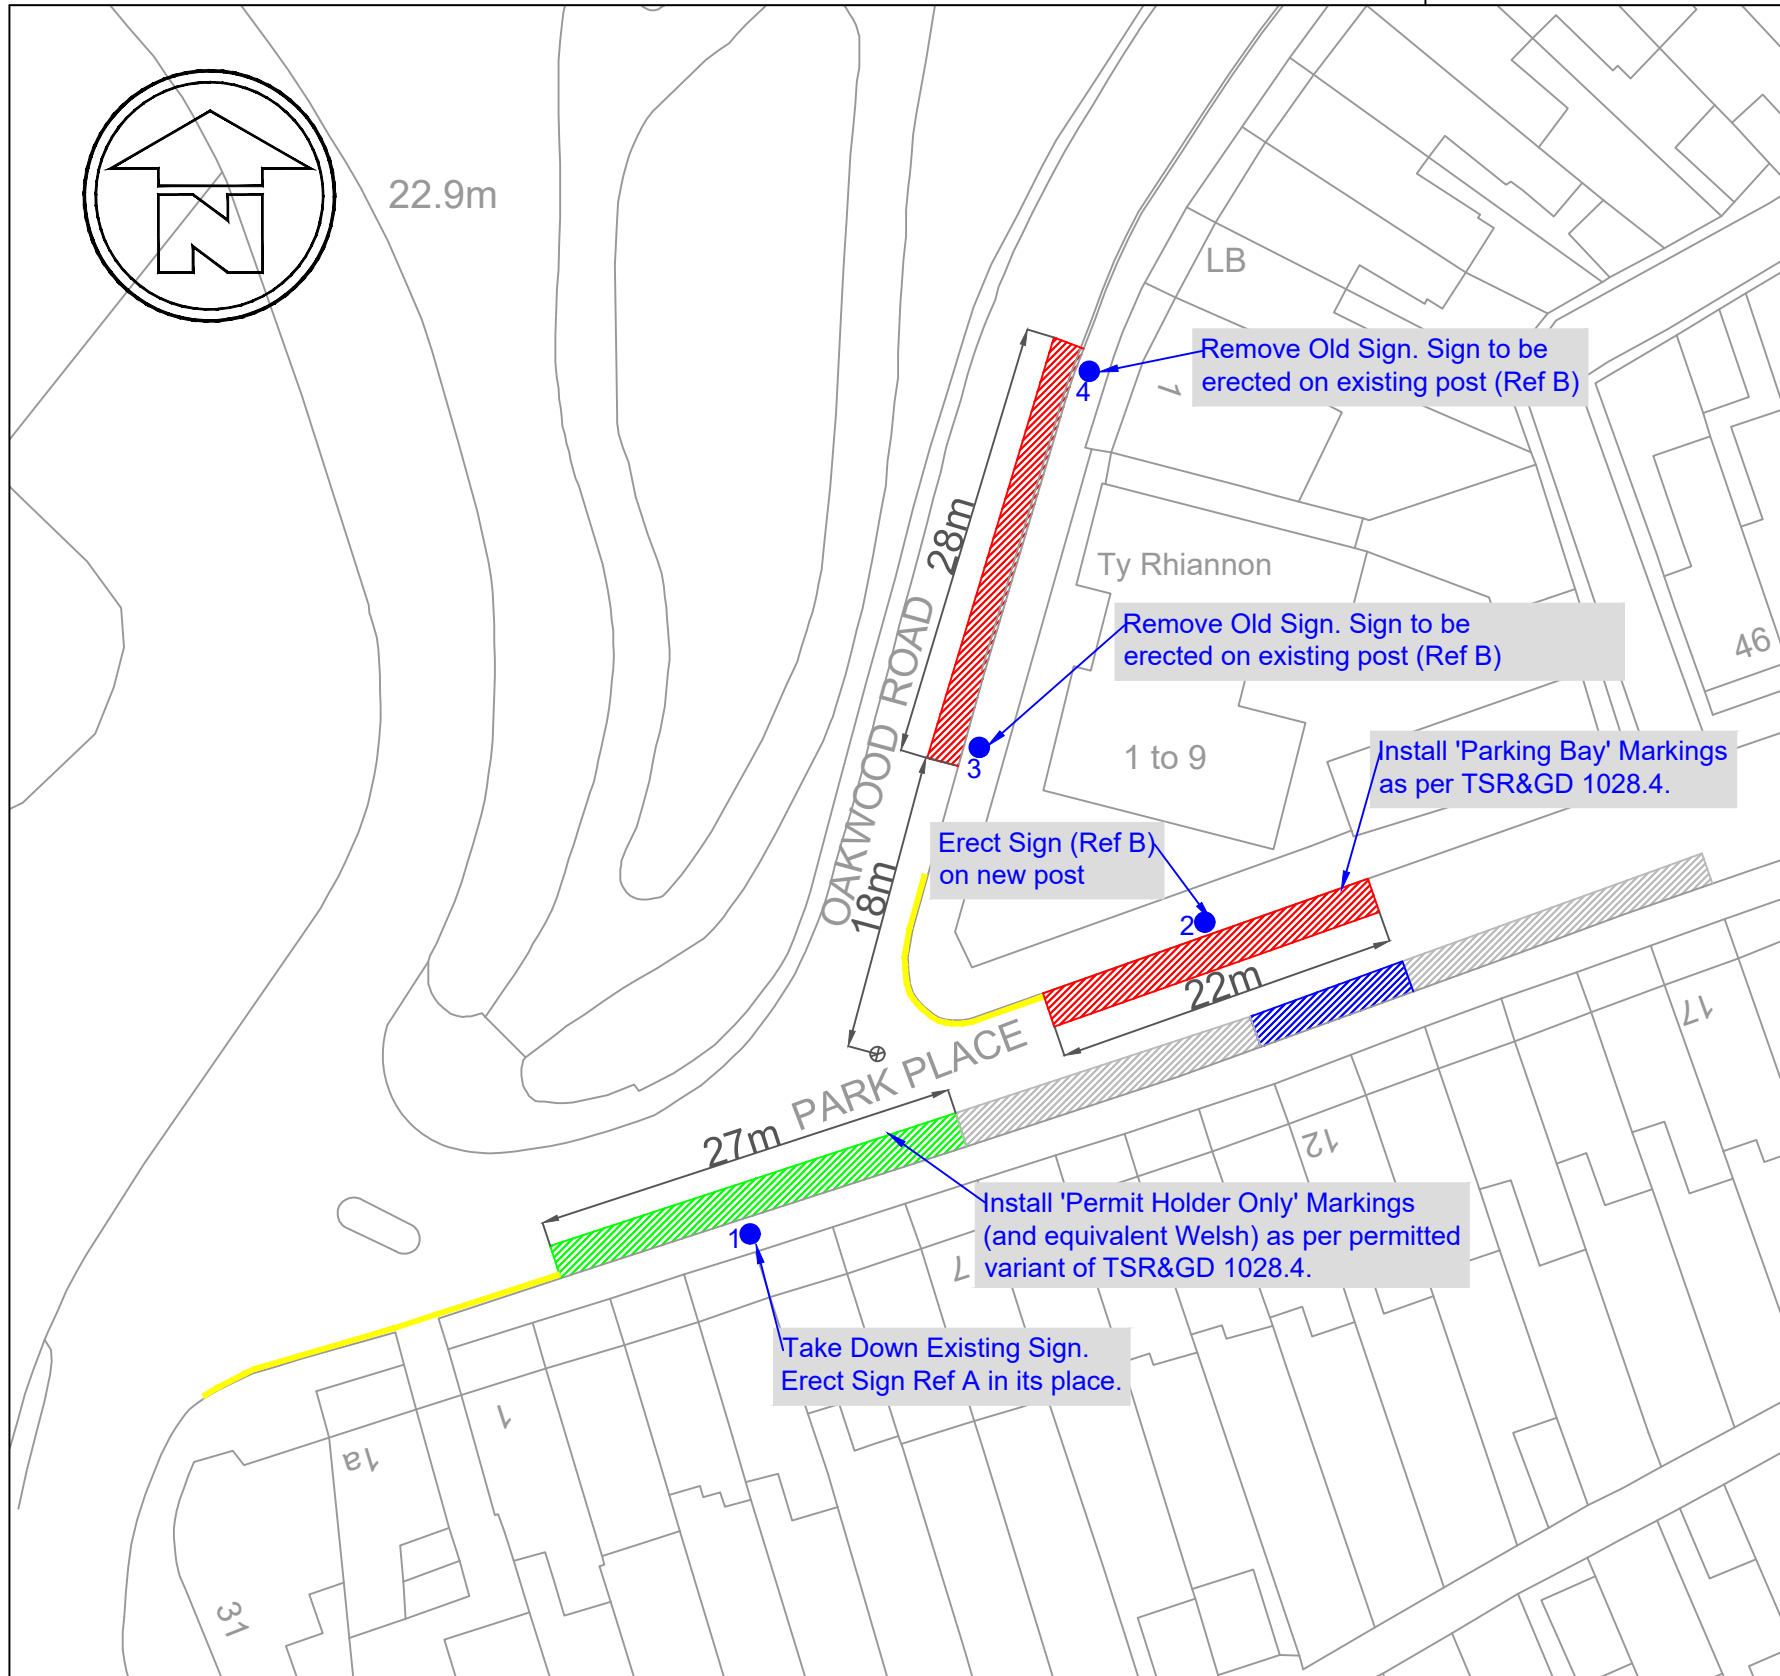 N
22.9m
LB
Remove Old Sign. Sign to be
erected on existing post (Ref B)
4
1
28m
Ty Rhiannon
Remove Old Sign. Sign to be
erected on existing post (Ref B)
46
OAKWOOD ROAD
3
1 to 9
Install 'Parking Bay' Markings
as per TSR&GD 1028.4.
Erect Sign (Ref B)
on new post
18m
2
22m
17
PARK PLACE
27m
12
Install 'Permit Holder Only' Markings
(and equivalent Welsh) as per permitted
variant of TSR&GD 1028.4.
1
7
Take Down Existing Sign.
Erect Sign Ref A in its place.
1
1a
31